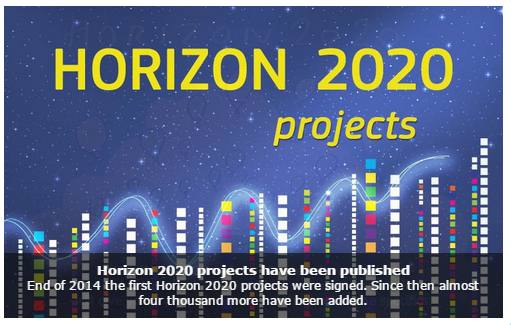 HORIZON 2020
projects
Horizon 2020 projects have been published
End of 2014 the first Horizon 2020 projects were signed. Since then almost
four thousand more have been added.